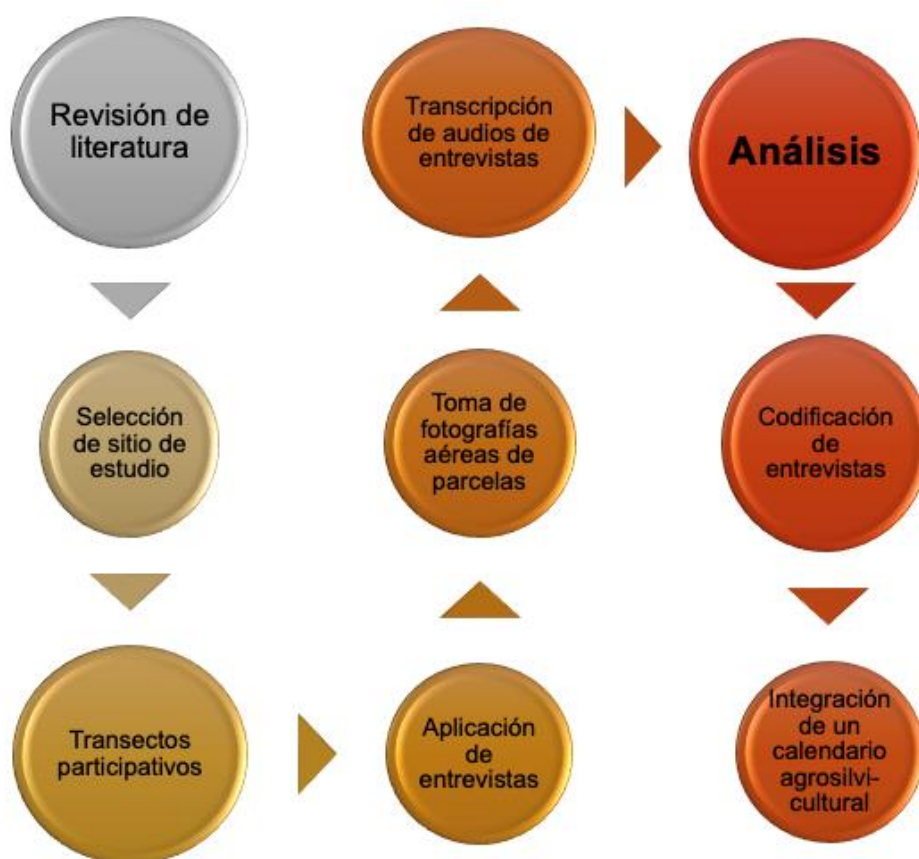 Revisión de
literatura
Selección
de sitio de
estudio
Transectos
participativos
Aplicación
de
entrevistas
Toma de
fotografías
aéreas de
parcelas
Transcripción
de audios de
entrevistas
Análisis
Codificación
de
entrevistas
Integración
de un
calendario
agrosilvi-
cultural